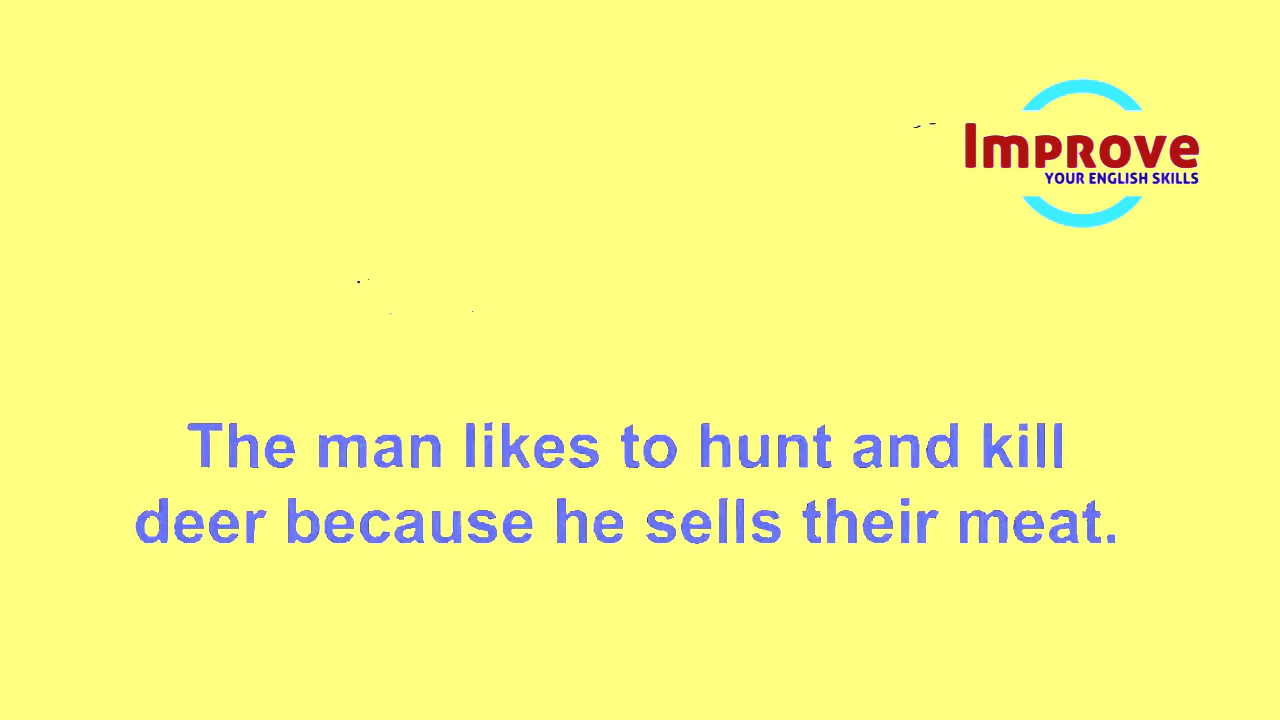 Improve
YOUR ENGLISH SKILLS
The man likes to hunt and kill
deer because he sells their meat.